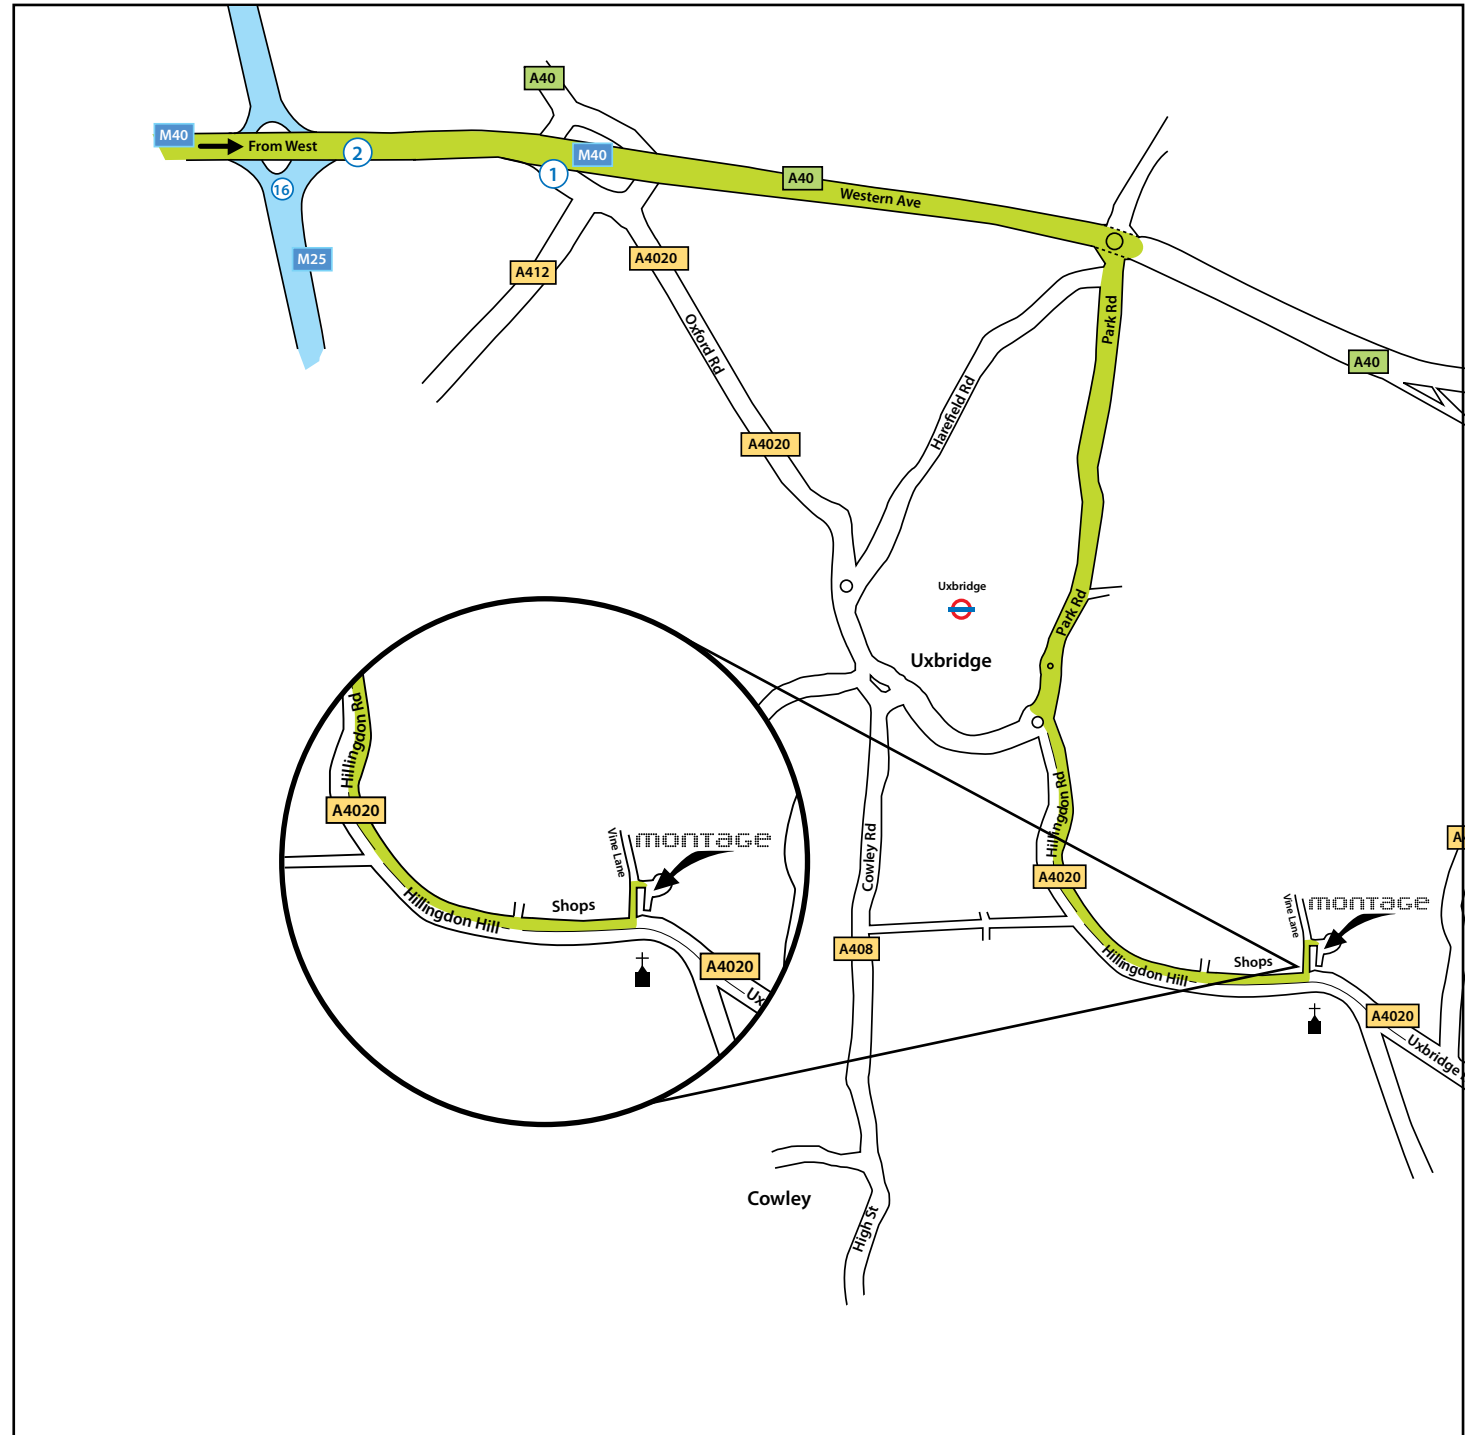 A40
M40
From West
2
M40
1
A40
Western Ave
16
M25
A412
A4020
Park Rd
Oxford Rd
A40
Harefield Rd
A4020
Uxbridge
Park Rd
Uxbridge
Hillingdon Rd
A4020
Vine Lane
montage
Shops
Hillingdon Hill
A4020
Ux
Hillingdon Rd
Cowley Rd
A4020
A408
Vine Lane
montage
Shops
Hillingdon Hill
A4020
Uxbridge
Cowley
High St